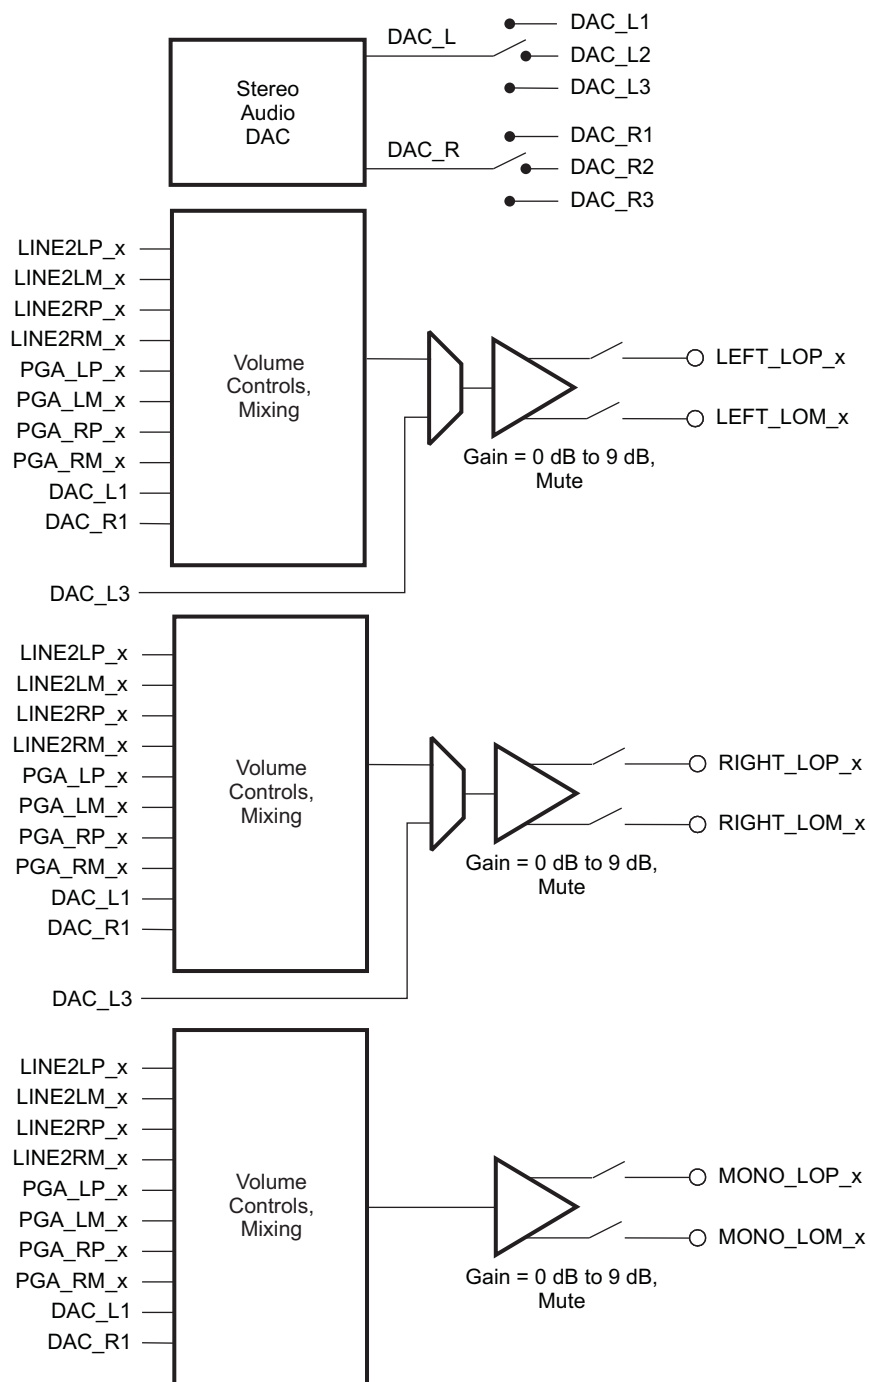 DAC_L
DAC_L1
DAC_L2
DAC_L3
Stereo
Audio
DAC
DAC_R
DAC_R1
DAC_R2
DAC_R3
LINE2LP_x
LINE2LM_x
LINE2RP_x
LINE2RM_x
PGA_LP_x
PGA_LM_x
PGA_RP_x
PGA_RM_x
DAC_L1
DAC_R1
DAC_L3
Volume
Controls,
Mixing
Gain = 0 dB to 9 dB,
Mute
LEFT_LOP_x
LEFT_LOM_x
LINE2LP_x
LINE2LM_x
LINE2RP_x
LINE2RM_x
PGA_LP_x
PGA_LM_x
PGA_RP_x
PGA_RM_x
DAC_L1
DAC_R1
DAC_L3
Volume
Controls,
Mixing
Gain = 0 dB to 9 dB,
Mute
RIGHT_LOP_x
RIGHT_LOM_x
LINE2LP_x
LINE2LM_x
LINE2RP_x
LINE2RM_x
PGA_LP_x
PGA_LM_x
PGA_RP_x
PGA_RM_x
DAC_L1
DAC_R1
Volume
Controls,
Mixing
Gain = 0 dB to 9 dB,
Mute
MONO_LOP_x
MONO_LOM_x